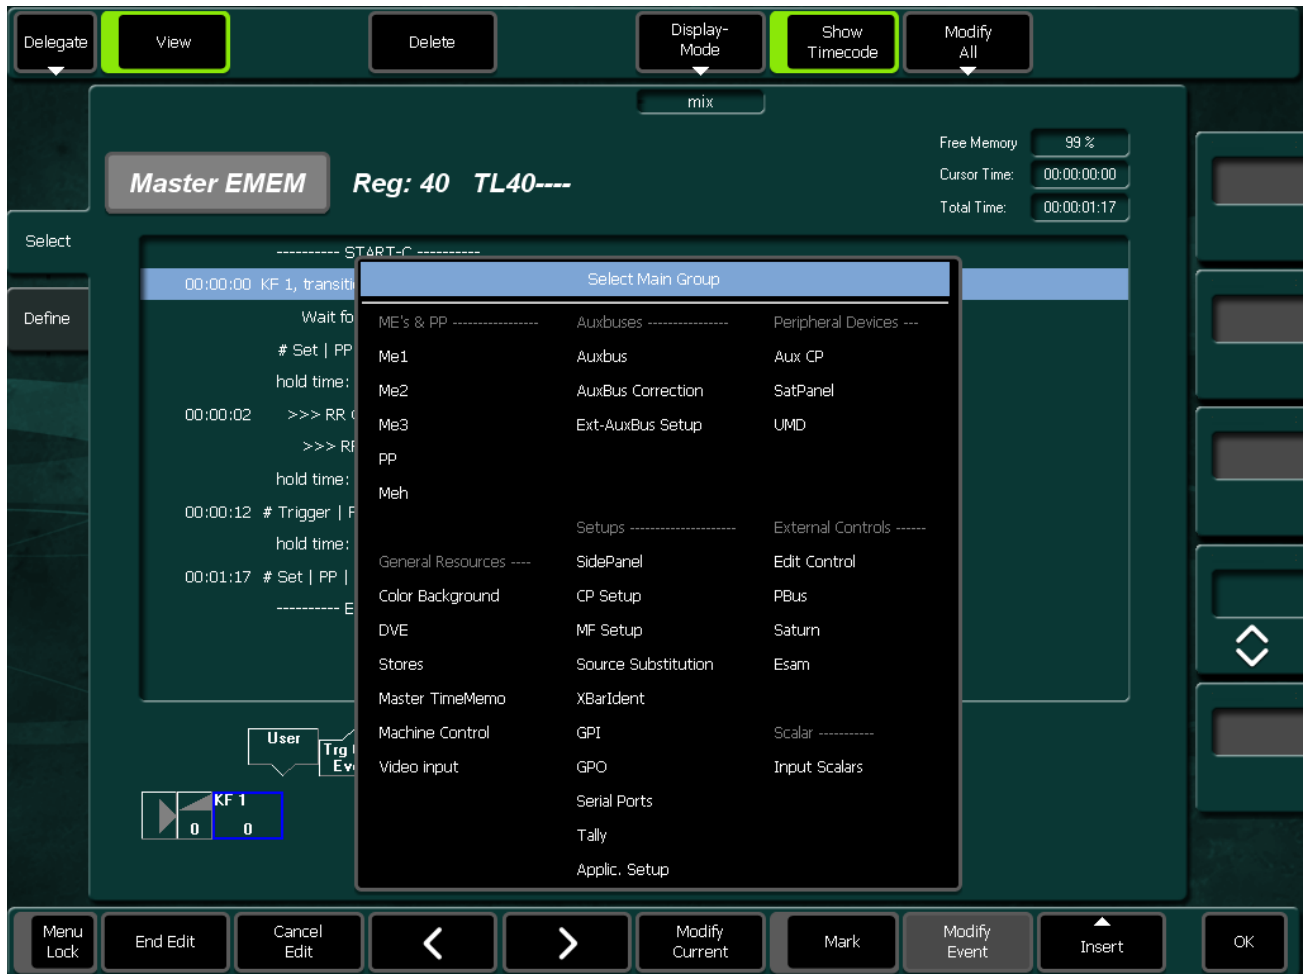 Delegate
View
Delete
Display-
Mode
Show
Timecode
Modify
All
mix
Free Memory 99 %
Master EMEM Reg: 40 TL40----
Cursor Time: 00:00:00:00
Total Time: 00:00:01:17
Select
Define
---------- START-C ----------
00:00:00 KF 1, transiti
Wait fo
# Set | PP
hold time:
00:00:02 >>> RR
>>> RF
hold time:
00:00:12 # Trigger |
hold time:
00:01:17 # Set | PP |
---------- E
Select Main Group
ME's & PP ----------------
Me1
Me2
Me3
PP
Meh
General Resources ----
Color Background
DVE
Stores
Master TimeMemo
Machine Control
Video input
Auxbuses ---------------
Auxbus
AuxBus Correction
Ext-AuxBus Setup
Setups --------------------
SidePanel
CP Setup
MF Setup
Source Substitution
XBarIdent
GPI
GPO
Serial Ports
Tally
Applic. Setup
Peripheral Devices ---
Aux CP
SatPanel
UMD
External Controls ------
Edit Control
PBus
Saturn
Esam
Scalar -----------
Input Scalars
User
Trg
Ev
KF 1
0 0
Menu
Lock
End Edit
Cancel
Edit
<
>
Modify
Current
Mark
Modify
Event
Insert
OK